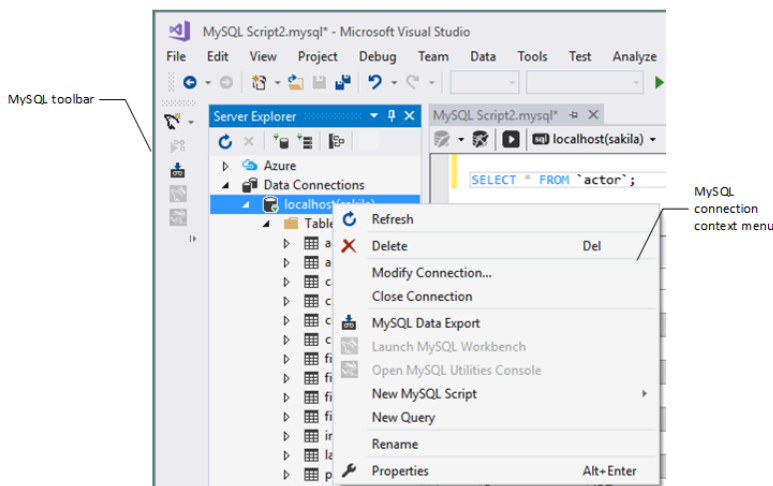 MySQL Script2.mysql* - Microsoft Visual Studio
File Edit View Project Debug Team Data Tools Test Analyze
MySQL toolbar
Server Explorer
MySQL Script2.mysql*
localhost(sakila)
Azure
Data Connections
SELECT * FROM `actor`;
localhost(sakila)
Refresh
Delete Del
Modify Connection...
Close Connection
MySQL Data Export
Launch MySQL Workbench
Open MySQL Utilities Console
New MySQL Script
New Query
Rename
Properties Alt+Enter
MySQL
connection
context menu